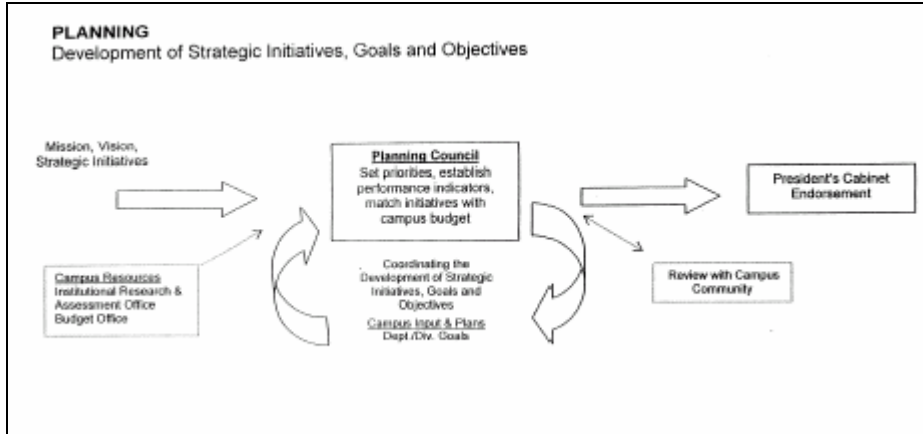 PLANNING
Development of Strategic Initiatives, Goals and Objectives
Mission, Vision,
Strategic Initiatives
Planning Council
Set priorities, establish
performance indicators,
match initiatives with
campus budget
President's Cabinet
Endorsement
Campus Resources
Institutional Research &
Assessment Office
Budget Office
Coordinating the
Development of Strategic
Initiatives, Goals and
Objectives
Campus Input & Plans
Dept./Div. Goals
Review with Campus
Community